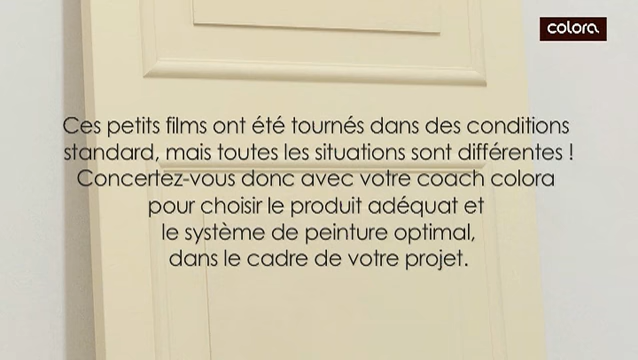 colora
Ces petits films ont été tournés dans des conditions
standard, mais toutes les situations sont différentes !
Concertez-vous donc avec votre coach colora
pour choisir le produit adéquat et
le système de peinture optimal,
dans le cadre de votre projet.